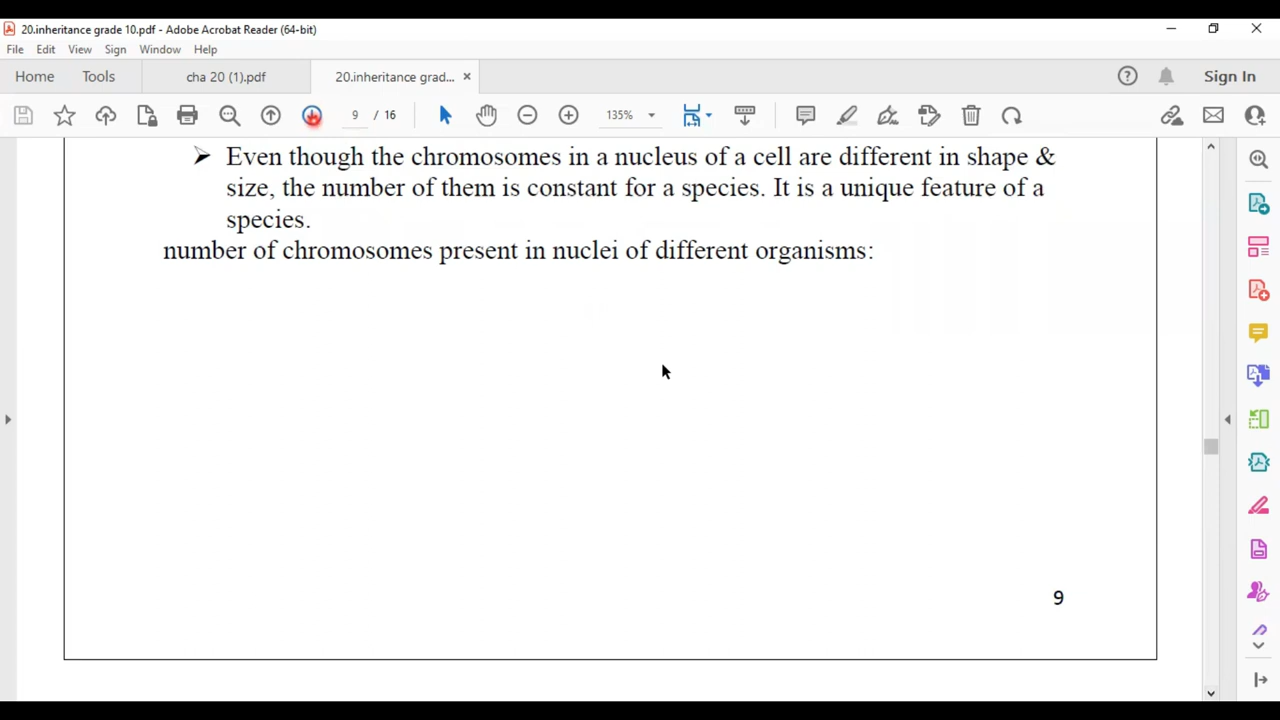 20.inheritance grade 10.pdf - Adobe Acrobat Reader (64-bit)
File Edit View Sign Window Help
Home Tools cha 20 (1).pdf 20.inheritance grad... × Sign In
9 / 16 135%
➢ Even though the chromosomes in a nucleus of a cell are different in shape &
size, the number of them is constant for a species. It is a unique feature of a
species.
number of chromosomes present in nuclei of different organisms:
9